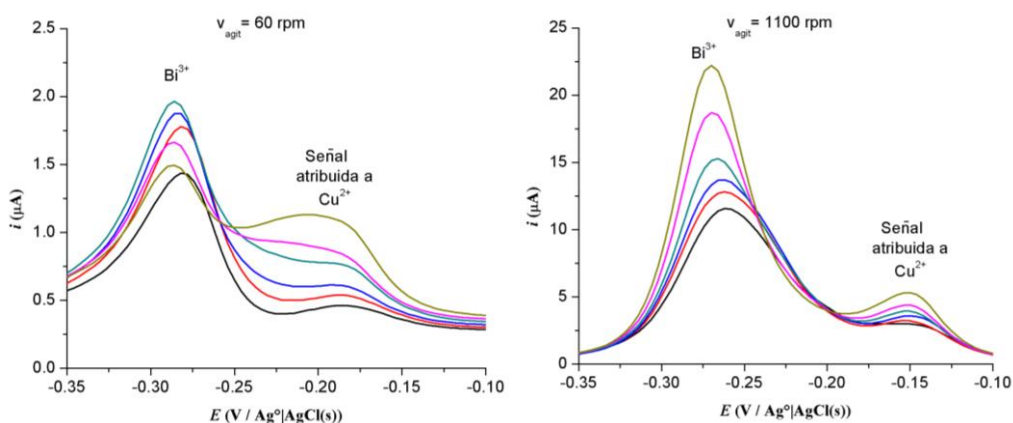 v_agit = 60 rpm
2.5
2.0
1.5
1.0
0.5
0.0
i (µA)
Bi³⁺
Señal
atribuida a
Cu²⁺
-0.35 -0.30 -0.25 -0.20 -0.15 -0.10
E (V / Ag°|AgCl(s))
v_agit = 1100 rpm
25
20
15
10
5
0
i (µA)
Bi³⁺
Señal
atribuida a
Cu²⁺
-0.35 -0.30 -0.25 -0.20 -0.15 -0.10
E (V / Ag°|AgCl(s))